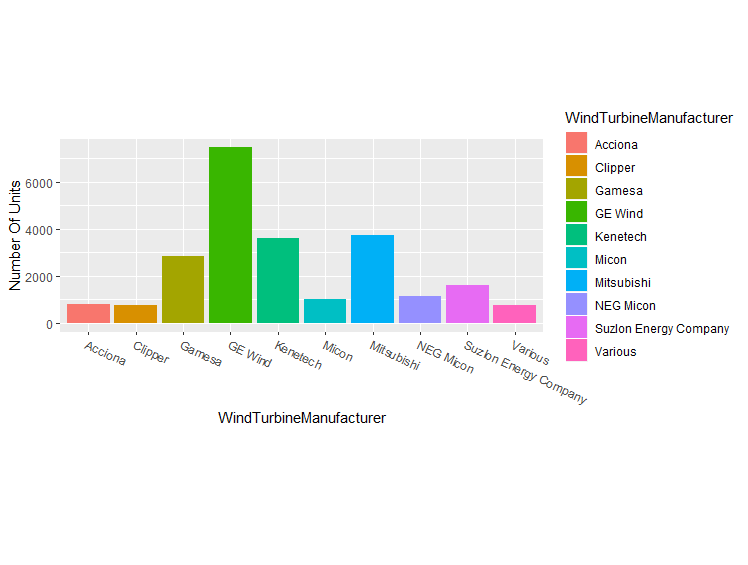 WindTurbineManufacturer
Acciona
Clipper
Gamesa
GE Wind
Kenetech
Micon
Mitsubishi
NEG Micon
Suzlon Energy Company
Various
Number Of Units
6000
4000
2000
0
Acciona
Clipper
Gamesa
GE Wind
Kenetech
Micon
Mitsubishi
NEG Micon
Suzlon Energy Company
Various
WindTurbineManufacturer